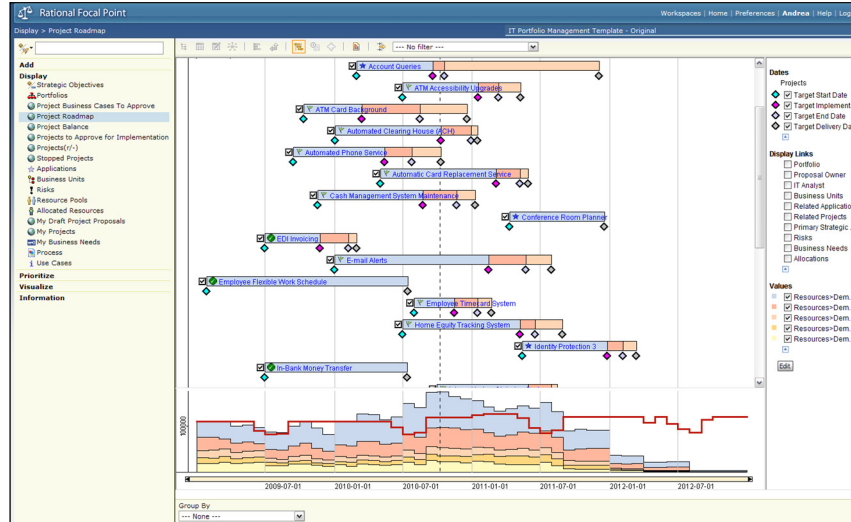 Rational Focal Point
Workspaces | Home | Preferences | Andrea | Help | Log
Display > Project Roadmap
IT Portfolio Management Template - Original
--- No filter ---
Add
Display
Strategic Objectives
Portfolios
Project Business Cases To Approve
Project Roadmap
Project Balance
Projects to Approve for Implementation
Projects(r/-)
Stopped Projects
Applications
Business Units
Risks
Resource Pools
Allocated Resources
My Draft Project Proposals
My Projects
My Business Needs
Process
Use Cases
Prioritize
Visualize
Information
Account Queries
ATM Accessibility Upgrades
ATM Card Background
Automated Clearing House (ACH)
Automated Phone Service
Automatic Card Replacement Service
Cash Management System Maintenance
Conference Room Planner
EDI Invoicing
E-mail Alerts
Employee Flexible Work Schedule
Employee Timecard System
Home Equity Tracking System
Identity Protection 3
In-Bank Money Transfer
100,000
2009-07-01 2010-01-01 2010-07-01 2011-01-01 2011-07-01 2012-01-01 2012-07-01
Group By
--- None ---
Dates
Projects
Target Start Date
Target Implement
Target End Date
Target Delivery Da
Display Links
Portfolio
Proposal Owner
IT Analyst
Business Units
Related Applicatio
Related Projects
Primary Strategic
Risks
Business Needs
Allocations
Values
Resources>Dem.
Resources>Dem.
Resources>Dem.
Resources>Dem.
Resources>Dem.
Edit